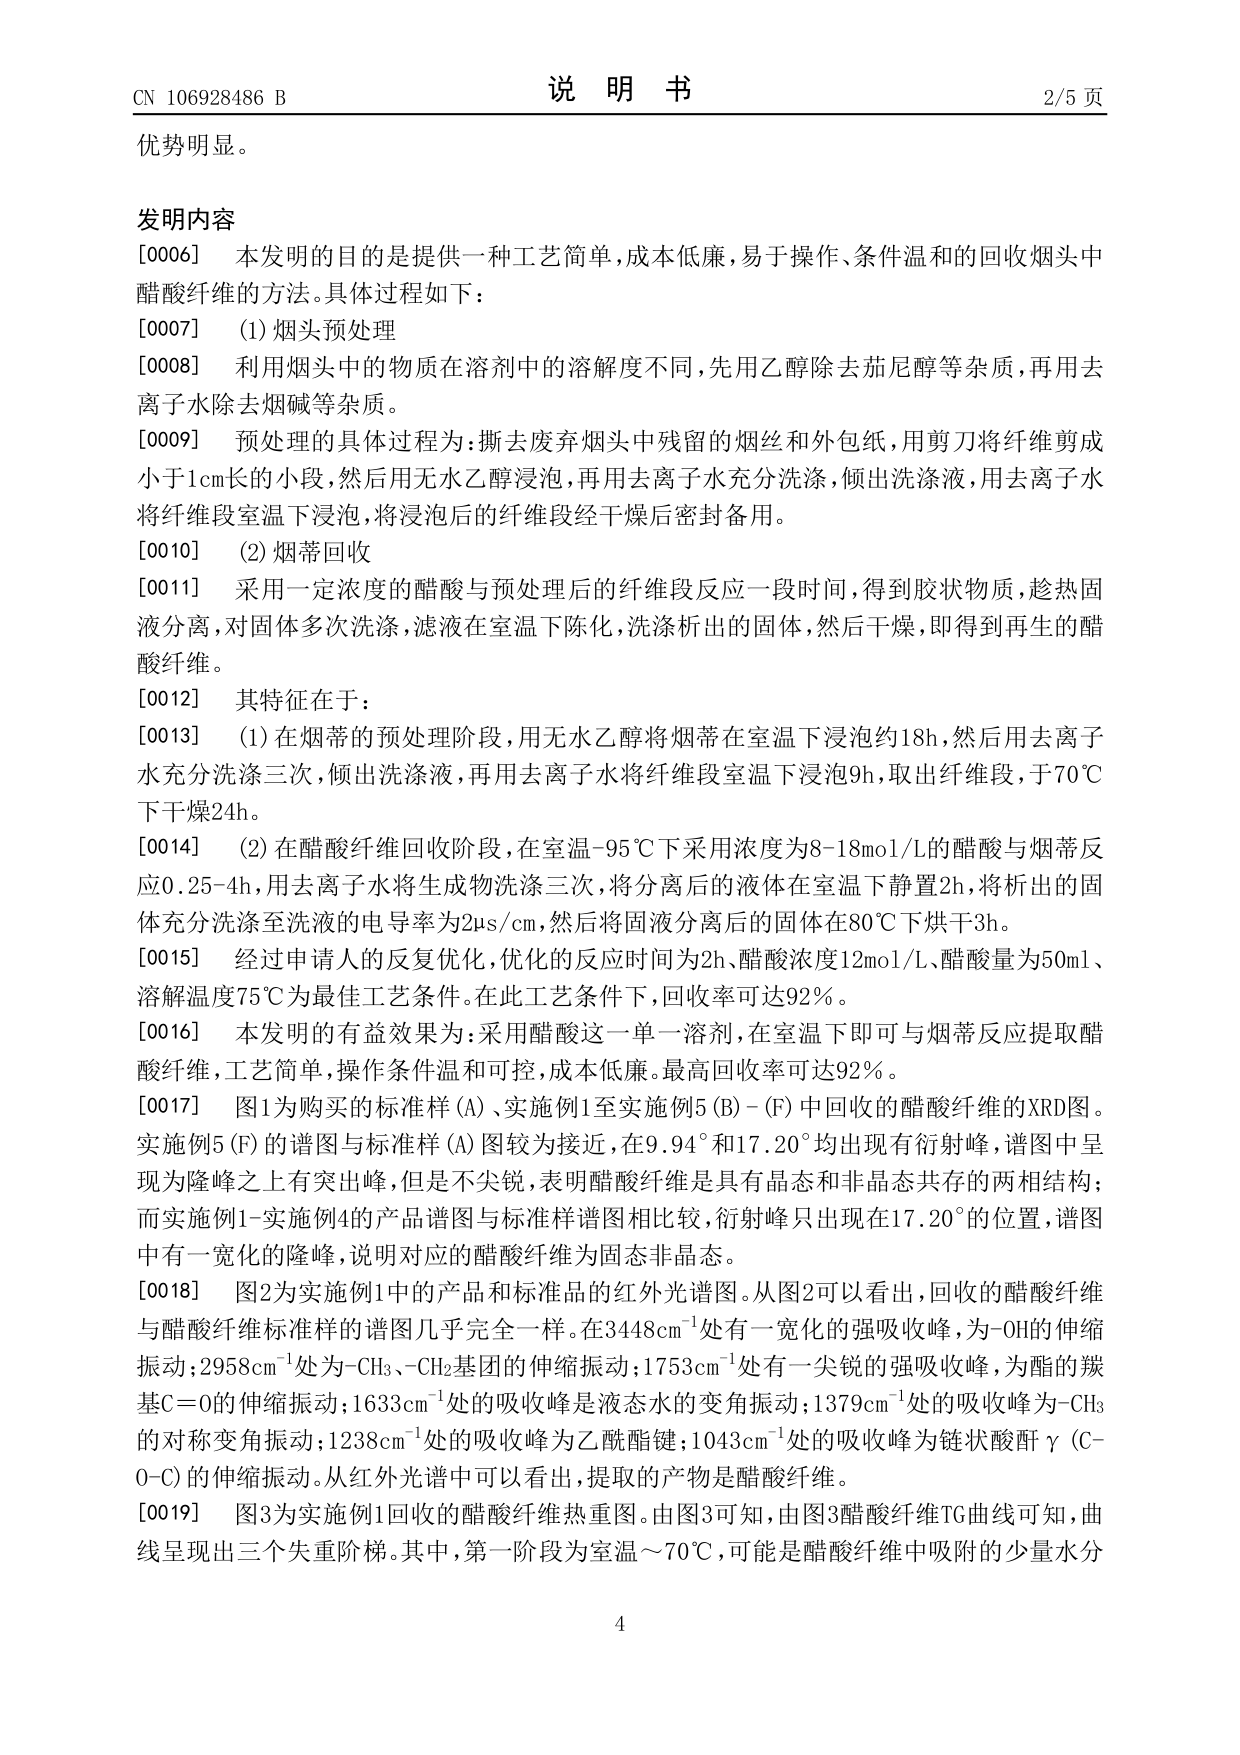 CN 106928486 B
说 明 书
2/5 页
优势明显。
发明内容
[0006] 本发明的目的是提供一种工艺简单,成本低廉,易于操作、条件温和的回收烟头中
醋酸纤维的方法。具体过程如下:
[0007] (1)烟头预处理
[0008] 利用烟头中的物质在溶剂中的溶解度不同,先用乙醇除去茄尼醇等杂质,再用去
离子水除去烟碱等杂质。
[0009] 预处理的具体过程为:撕去废弃烟头中残留的烟丝和外包纸,用剪刀将纤维剪成
小于1cm长的小段,然后用无水乙醇浸泡,再用去离子水充分洗涤,倾出洗涤液,用去离子水
将纤维段室温下浸泡,将浸泡后的纤维段经干燥后密封备用。
[0010] (2)烟蒂回收
[0011] 采用一定浓度的醋酸与预处理后的纤维段反应一段时间,得到胶状物质,趁热固
液分离,对固体多次洗涤,滤液在室温下陈化,洗涤析出的固体,然后干燥,即得到再生的醋
酸纤维。
[0012] 其特征在于:
[0013] (1)在烟蒂的预处理阶段,用无水乙醇将烟蒂在室温下浸泡约18h,然后用去离子
水充分洗涤三次,倾出洗涤液,再用去离子水将纤维段室温下浸泡9h,取出纤维段,于70℃
下干燥24h。
[0014] (2)在醋酸纤维回收阶段,在室温-95℃下采用浓度为8-18mol/L的醋酸与烟蒂反
应0.25-4h,用去离子水将生成物洗涤三次,将分离后的液体在室温下静置2h,将析出的固
体充分洗涤至洗液的电导率为2μs/cm,然后将固液分离后的固体在80℃下烘干3h。
[0015] 经过申请人的反复优化,优化的反应时间为2h、醋酸浓度12mol/L、醋酸量为50ml、
溶解温度75℃为最佳工艺条件。在此工艺条件下,回收率可达92%。
[0016] 本发明的有益效果为:采用醋酸这一单一溶剂,在室温下即可与烟蒂反应提取醋
酸纤维,工艺简单,操作条件温和可控,成本低廉。最高回收率可达92%。
[0017] 图1为购买的标准样(A)、实施例1至实施例5(B)-(F)中回收的醋酸纤维的XRD图。
实施例5(F)的谱图与标准样(A)图较为接近,在9.94°和17.20°均出现有衍射峰,谱图中呈
现为隆峰之上有突出峰,但是不尖锐,表明醋酸纤维是具有晶态和非晶态共存的两相结构;
而实施例1-实施例4的产品谱图与标准样谱图相比较,衍射峰只出现在17.20°的位置,谱图
中有一宽化的隆峰,说明对应的醋酸纤维为固态非晶态。
[0018] 图2为实施例1中的产品和标准品的红外光谱图。从图2可以看出,回收的醋酸纤维
与醋酸纤维标准样的谱图几乎完全一样。在3448cm⁻¹处有一宽化的强吸收峰,为-OH的伸缩
振动;2958cm⁻¹处为-CH₃、-CH₂基团的伸缩振动;1753cm⁻¹处有一尖锐的强吸收峰,为酯的羰
基C=O的伸缩振动;1633cm⁻¹处的吸收峰是液态水的变角振动;1379cm⁻¹处的吸收峰为-CH₃
的对称变角振动;1238cm⁻¹处的吸收峰为乙酰酯键;1043cm⁻¹处的吸收峰为链状酸酐γ(C-
O-C)的伸缩振动。从红外光谱中可以看出,提取的产物是醋酸纤维。
[0019] 图3为实施例1回收的醋酸纤维热重图。由图3可知,由图3醋酸纤维TG曲线可知,曲
线呈现出三个失重阶梯。其中,第一阶段为室温~70℃,可能是醋酸纤维中吸附的少量水分
4